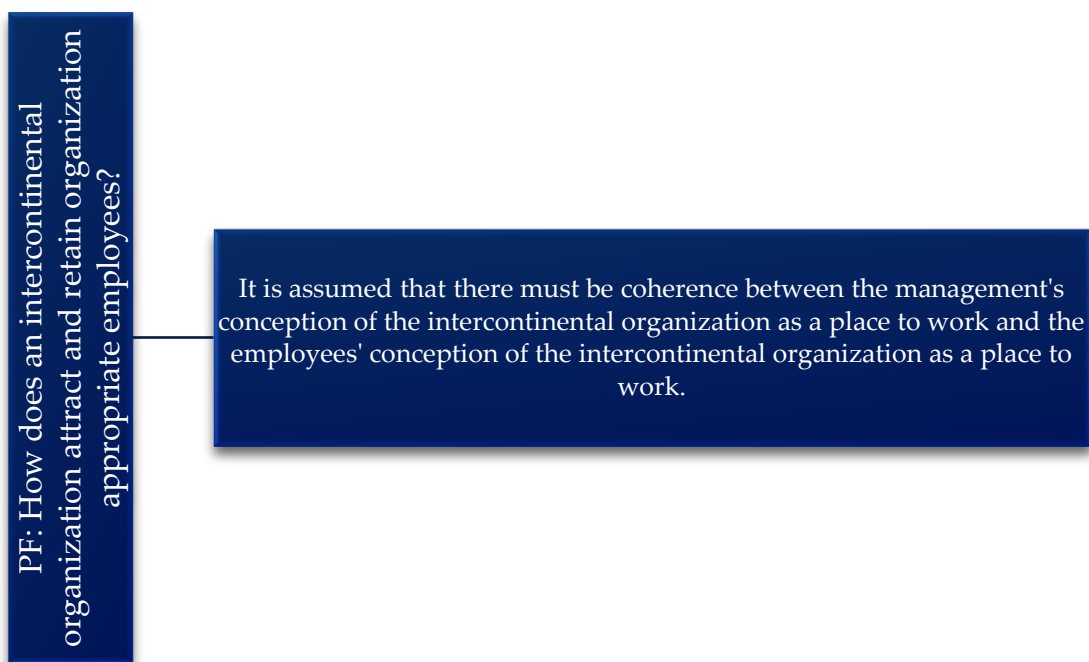 PF: How does an intercontinental
organization attract and retain organization
appropriate employees?
It is assumed that there must be coherence between the management's
conception of the intercontinental organization as a place to work and the
employees' conception of the intercontinental organization as a place to
work.